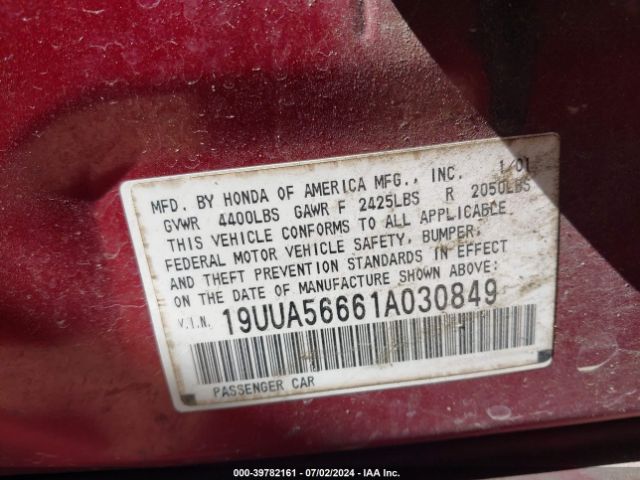 MFD. BY HONDA OF AMERICA MFG., INC. 1/01
GVWR 4400LBS GAWR F 2425LBS R 2050LBS
THIS VEHICLE CONFORMS TO ALL APPLICABLE
FEDERAL MOTOR VEHICLE SAFETY, BUMPER,
AND THEFT PREVENTION STANDARDS IN EFFECT
ON THE DATE OF MANUFACTURE SHOWN ABOVE:
V.I.N. 19UUA56661A030849
PASSENGER CAR
000-39782161 - 07/02/2024 - IAA Inc.